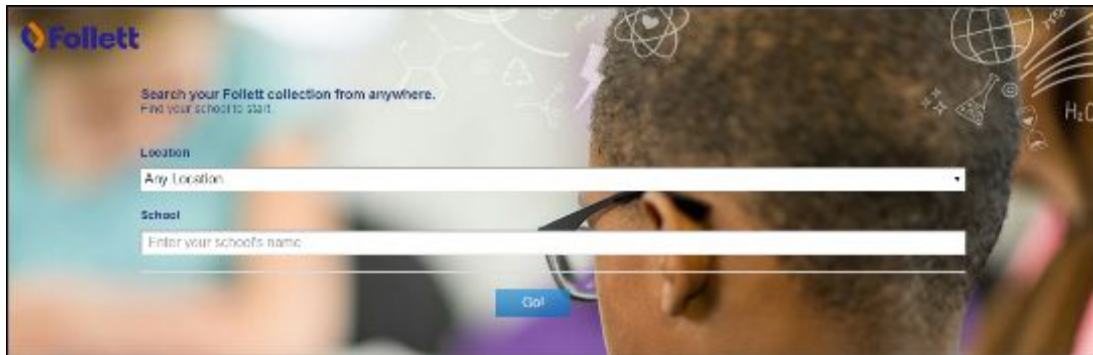 Follett
Search your Follett collection from anywhere.
Find your school to start.
Location
Any Location
School
Enter your school's name
Go!
H₂O